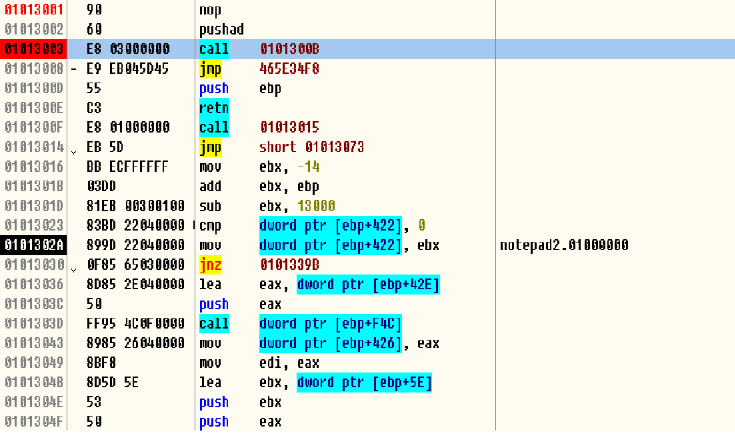 01013001 90 nop
01013002 60 pushad
01013003 E8 03000000 call 0101300B
01013008 - E9 EB045D45 jmp 465E34F8
0101300D 55 push ebp
0101300E C3 retn
0101300F E8 01000000 call 01013015
01013014 EB 5D jmp short 01013073
01013016 BB ECFFFFFF mov ebx, -14
0101301B 03DD add ebx, ebp
0101301D 81EB 00300100 sub ebx, 13000
01013023 83BD 22040000 cmp dword ptr [ebp+422], 0
0101302A 899D 22040000 mov dword ptr [ebp+422], ebx notepad2.01000000
01013030 0F85 65030000 jnz 0101339B
01013036 8D85 2E040000 lea eax, dword ptr [ebp+42E]
0101303C 50 push eax
0101303D FF95 4C0F0000 call dword ptr [ebp+F4C]
01013043 8985 26040000 mov dword ptr [ebp+426], eax
01013049 8BF8 mov edi, eax
0101304B 8D5D 5E lea ebx, dword ptr [ebp+5E]
0101304E 53 push ebx
0101304F 50 push eax